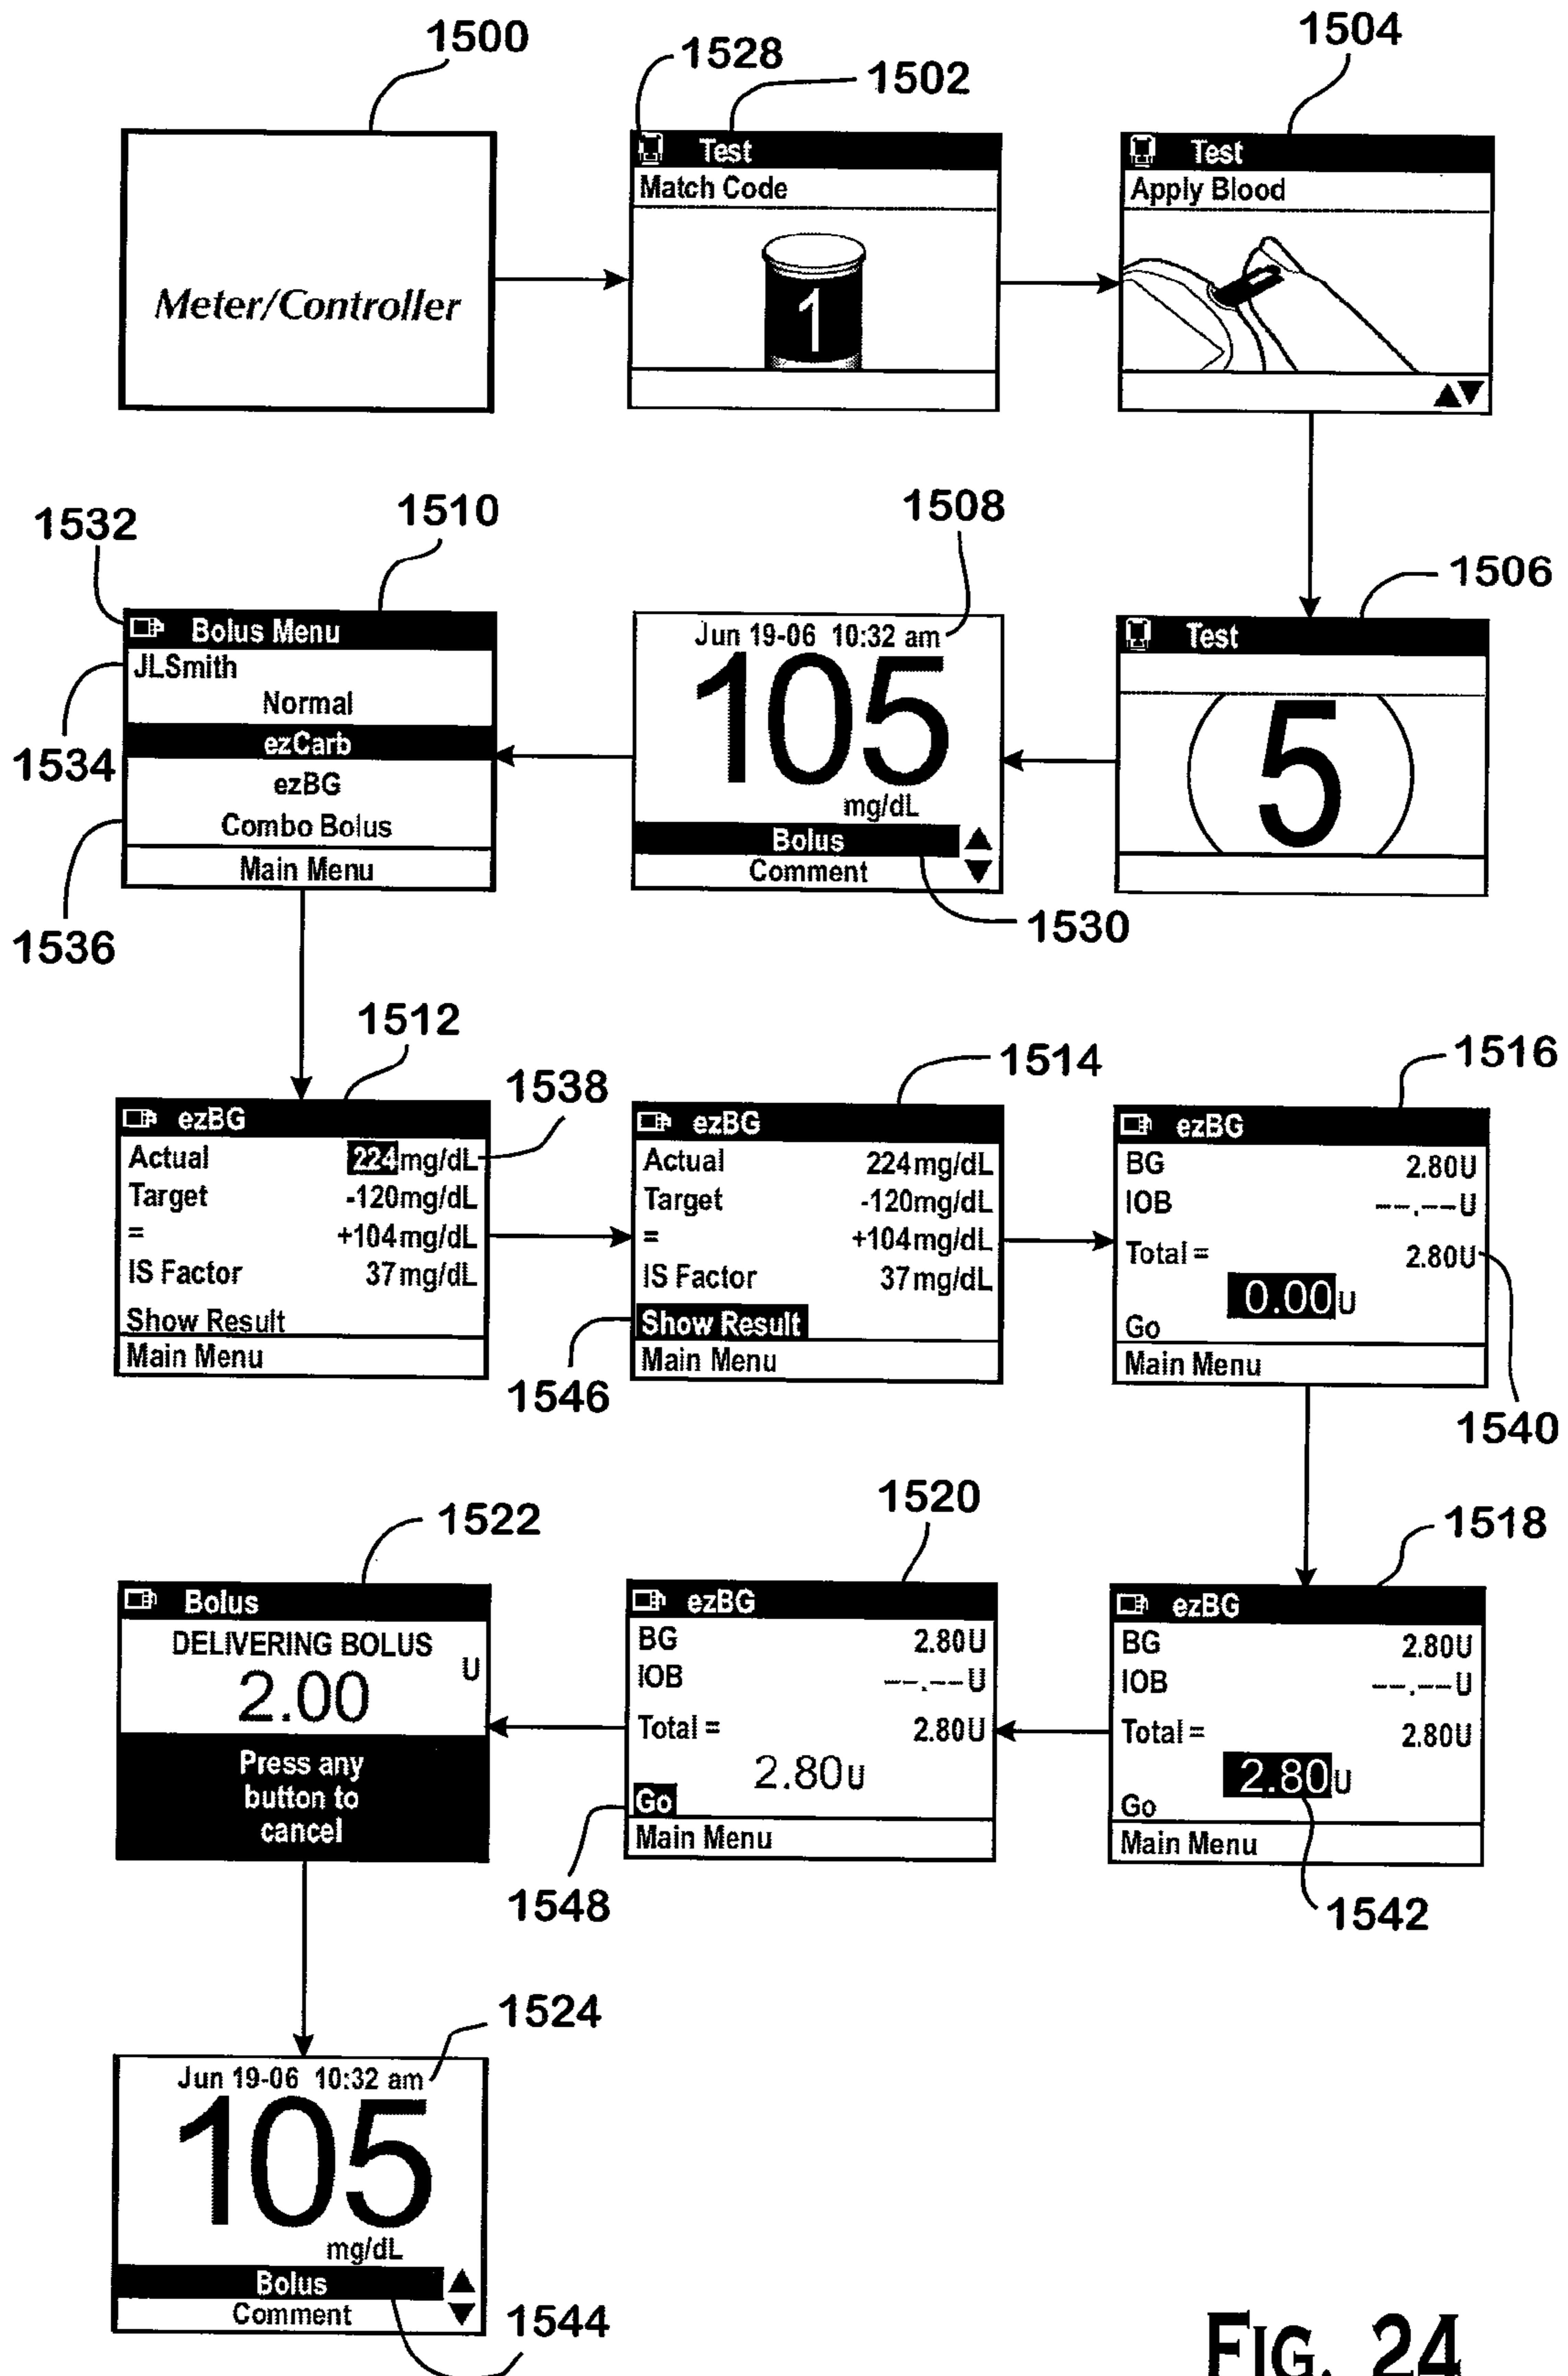 1500
1528
1502
1504
Meter/Controller
Test
Match Code
1
Test
Apply Blood
1532
1510
1508
1506
Bolus Menu
JLSmith
Normal
ezCarb
ezBG
Combo Bolus
Main Menu
1534
1536
Jun 19-06 10:32 am
105
mg/dL
Bolus
Comment
1530
Test
5
1512
1538
1514
1516
ezBG
Actual 224mg/dL
Target -120mg/dL
= +104mg/dL
IS Factor 37mg/dL
Show Result
Main Menu
ezBG
Actual 224mg/dL
Target -120mg/dL
= +104mg/dL
IS Factor 37mg/dL
Show Result
Main Menu
1546
ezBG
BG 2.80U
IOB --.--U
Total = 2.80U
0.00U
Go
Main Menu
1540
1522
1520
1518
Bolus
DELIVERING BOLUS
2.00 U
Press any
button to
cancel
ezBG
BG 2.80U
IOB --.--U
Total = 2.80U
2.80U
Go
Main Menu
1548
ezBG
BG 2.80U
IOB --.--U
Total = 2.80U
2.80U
Go
Main Menu
1542
1524
Jun 19-06 10:32 am
105
mg/dL
Bolus
Comment
1544
FIG. 24